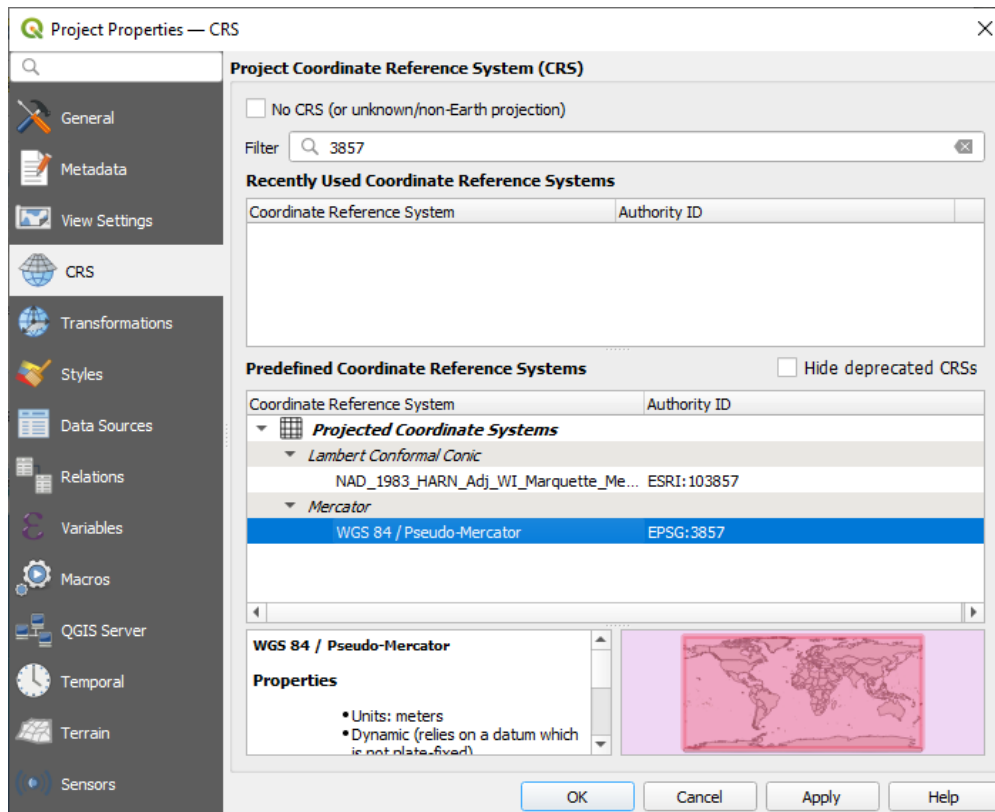 Project Properties — CRS
General
Metadata
View Settings
CRS
Transformations
Styles
Data Sources
Relations
Variables
Macros
QGIS Server
Temporal
Terrain
Sensors
Project Coordinate Reference System (CRS)
No CRS (or unknown/non-Earth projection)
Filter 3857
Recently Used Coordinate Reference Systems
Coordinate Reference System Authority ID
Predefined Coordinate Reference Systems Hide deprecated CRSs
Coordinate Reference System Authority ID
Projected Coordinate Systems
Lambert Conformal Conic
NAD_1983_HARN_Adj_WI_Marquette_Me... ESRI:103857
Mercator
WGS 84 / Pseudo-Mercator EPSG:3857
WGS 84 / Pseudo-Mercator
Properties
• Units: meters
• Dynamic (relies on a datum which
is not plate-fixed)
OK Cancel Apply Help